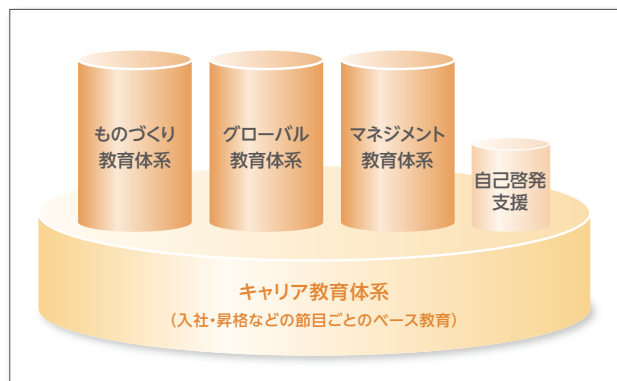 ものづくり
教育体系
グローバル
教育体系
マネジメント
教育体系
自己啓発
支援
キャリア教育体系
（入社・昇格などの節目ごとのベース教育）